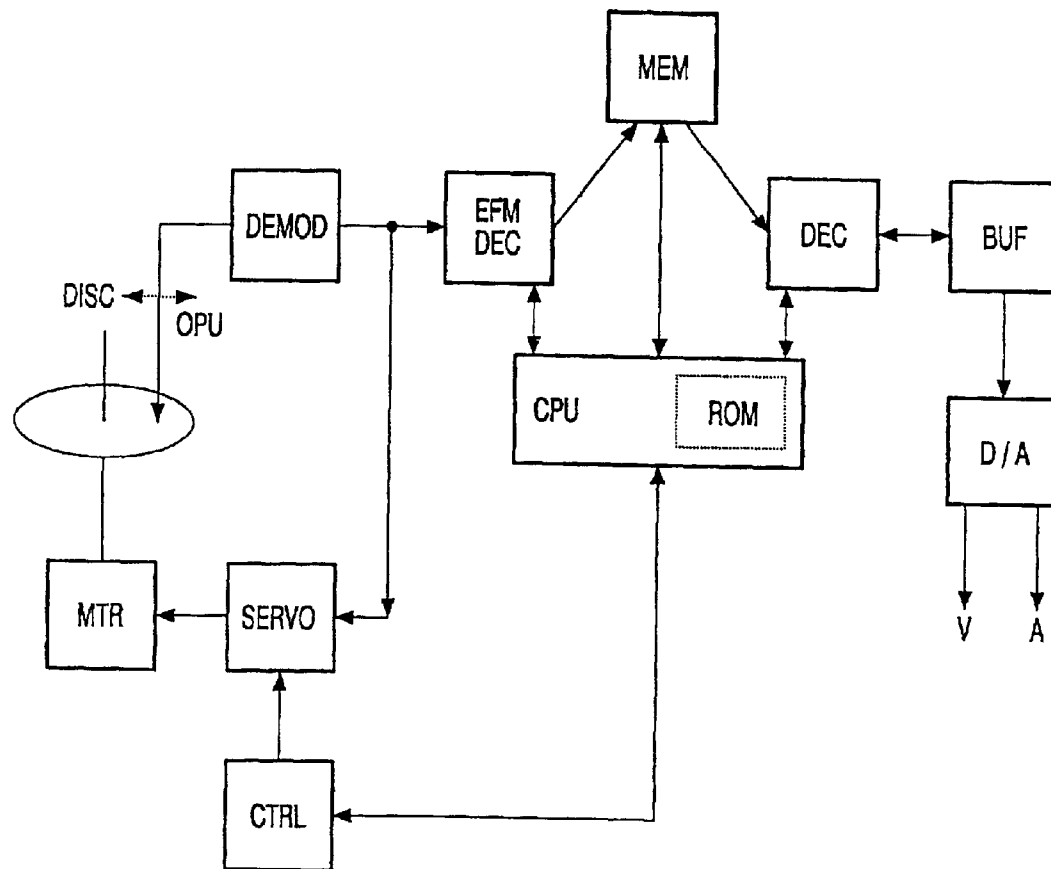 MEM
DEMOD
EFM
DEC
DEC
BUF
DISC
OPU
CPU
ROM
D / A
MTR
SERVO
V
A
CTRL